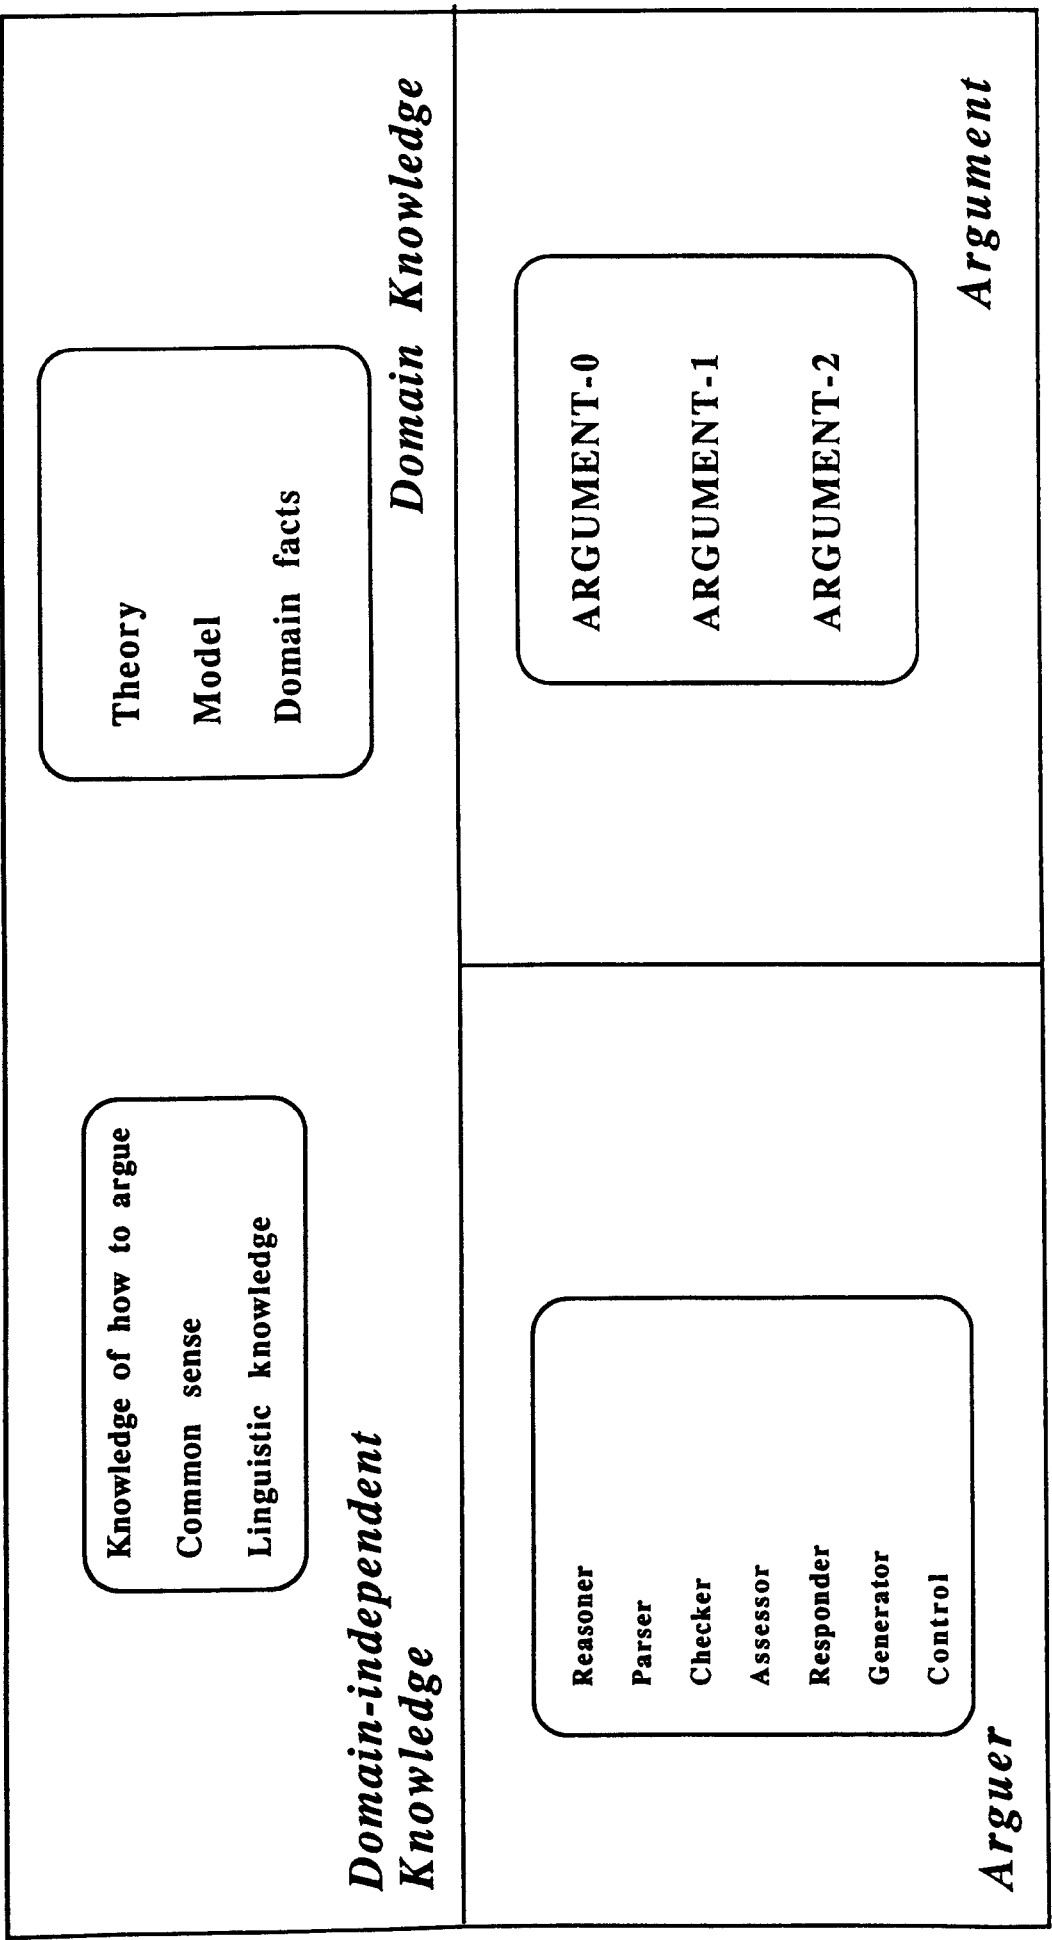 Knowledge of how to argue
Common sense
Linguistic knowledge
Domain-independent
Knowledge
Theory
Model
Domain facts
Domain Knowledge
Reasoner
Parser
Checker
Assessor
Responder
Generator
Control
Arguer
ARGUMENT-0
ARGUMENT-1
ARGUMENT-2
Argument